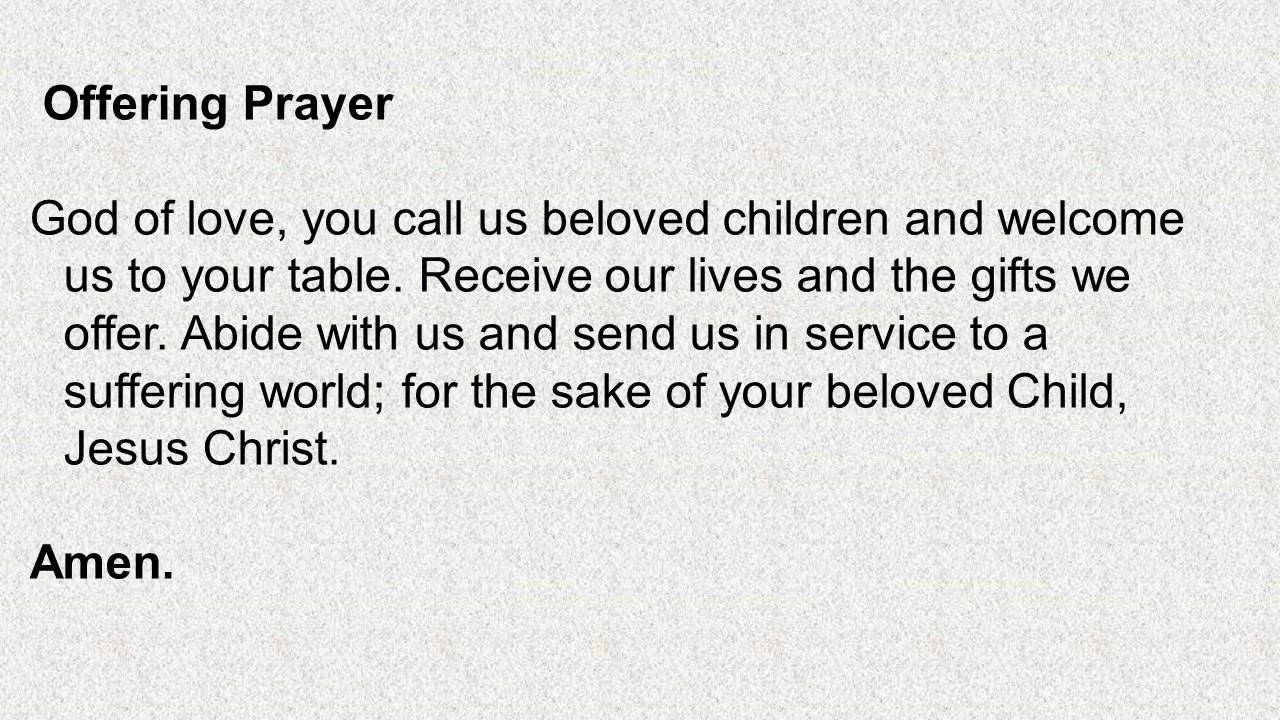 Offering Prayer
God of love, you call us beloved children and welcome
us to your table. Receive our lives and the gifts we
offer. Abide with us and send us in service to a
suffering world; for the sake of your beloved Child,
Jesus Christ.
Amen.